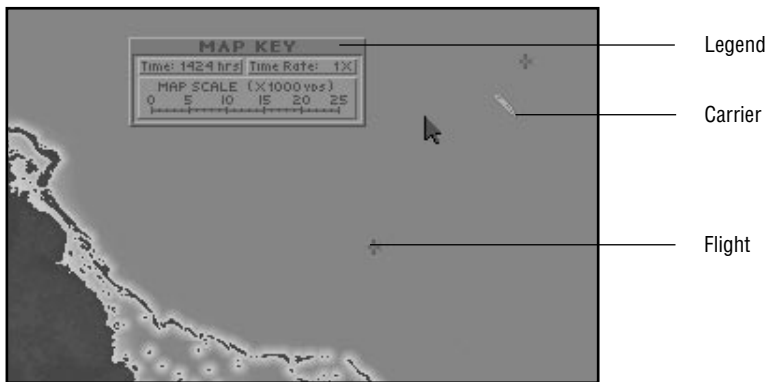 MAP KEY
Time: 1424 hrs Time Rate: 1X
MAP SCALE (X1000 YDS)
0 5 10 15 20 25
Legend
Carrier
Flight